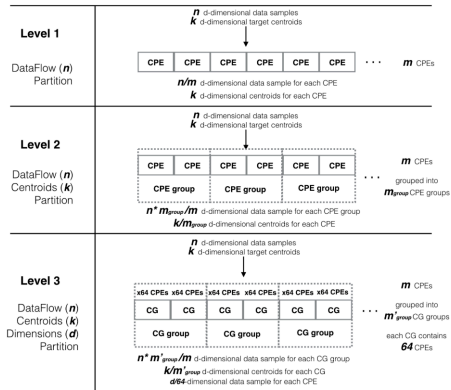 n d-dimensional data samples
k d-dimensional target centroids
Level 1
DataFlow (n)
Partition
CPE CPE CPE CPE CPE CPE ... m CPEs
n/m d-dimensional data sample for each CPE
k d-dimensional centroids for each CPE
n d-dimensional data samples
k d-dimensional target centroids
Level 2
DataFlow (n)
Centroids (k)
Partition
CPE CPE CPE CPE CPE CPE
CPE group CPE group CPE group
...
m CPEs
grouped into
mgroup CPE groups
n* mgroup/m d-dimensional data sample for each CPE group
k/mgroup d-dimensional centroids for each CPE
n d-dimensional data samples
k d-dimensional target centroids
Level 3
DataFlow (n)
Centroids (k)
Dimensions (d)
Partition
x64 CPEs x64 CPEs x64 CPEs x64 CPEs x64 CPEs x64 CPEs
CG CG CG CG CG CG
CG group CG group CG group
...
m CPEs
grouped into
m'group CG groups
each CG contains
64 CPEs
n* m'group/m d-dimensional data sample for each CG group
k/m'group d-dimensional centroids for each CG
d/64-dimensional data sample for each CPE